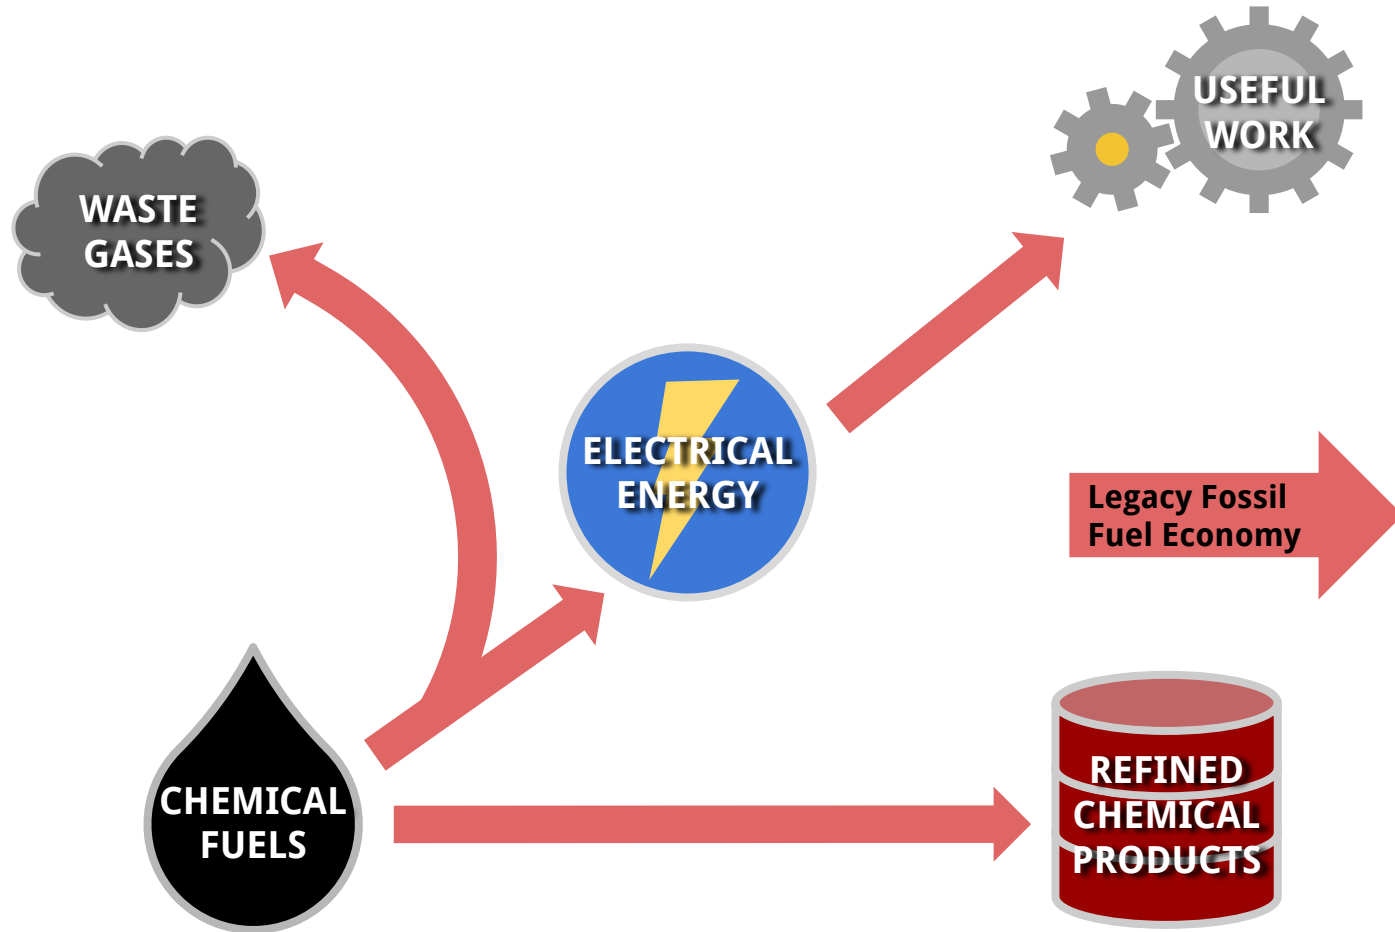 USEFUL
WORK
WASTE
GASES
ELECTRICAL
ENERGY
Legacy Fossil
Fuel Economy
CHEMICAL
FUELS
REFINED
CHEMICAL
PRODUCTS